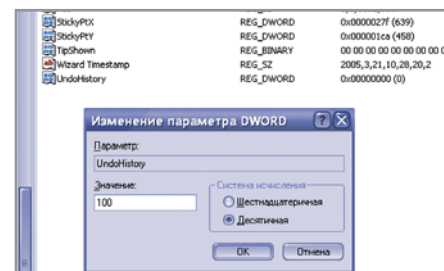 StickyPtX REG_DWORD 0x0000027f (639)
StickyPtY REG_DWORD 0x000001ca (458)
TipShown REG_BINARY 00 00 00 00 00 00 00
Wizard Timestamp REG_SZ 2005,3,21,10,28,20,2
UndoHistory REG_DWORD 0x00000000 (0)
Изменение параметра DWORD
Параметр:
UndoHistory
Значение:
100
Система исчисления
Шестнадцатеричная
Десятичная
OK Отмена